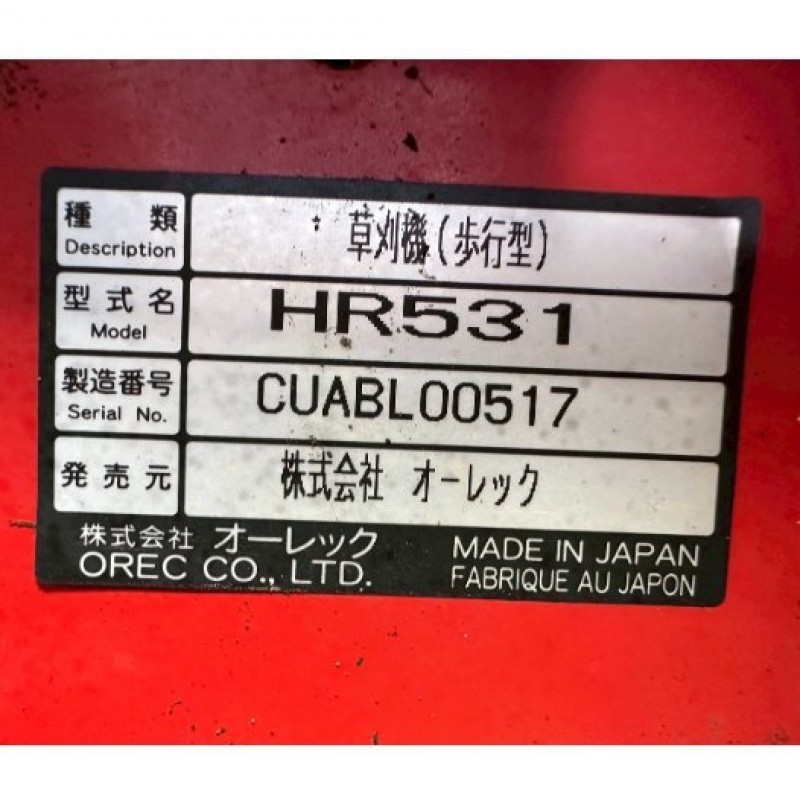 種類 草刈機(歩行型)
Description
型式名 HR531
Model
製造番号 CUABL00517
Serial No.
発売元 株式会社 オーレック
株式会社 オーレック MADE IN JAPAN
OREC CO., LTD. FABRIQUE AU JAPON